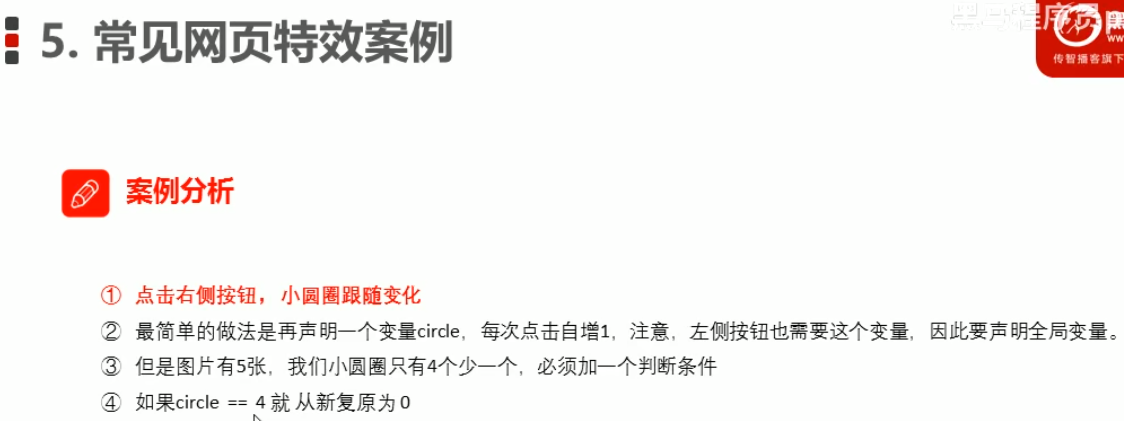 5. 常见网页特效案例
黑马程序员
传智播客旗下
案例分析
① 点击右侧按钮，小圆圈跟随变化
② 最简单的做法是再声明一个变量circle，每次点击自增1，注意，左侧按钮也需要这个变量，因此要声明全局变量。
③ 但是图片有5张，我们小圆圈只有4个少一个，必须加一个判断条件
④ 如果circle == 4 就 从新复原为 0